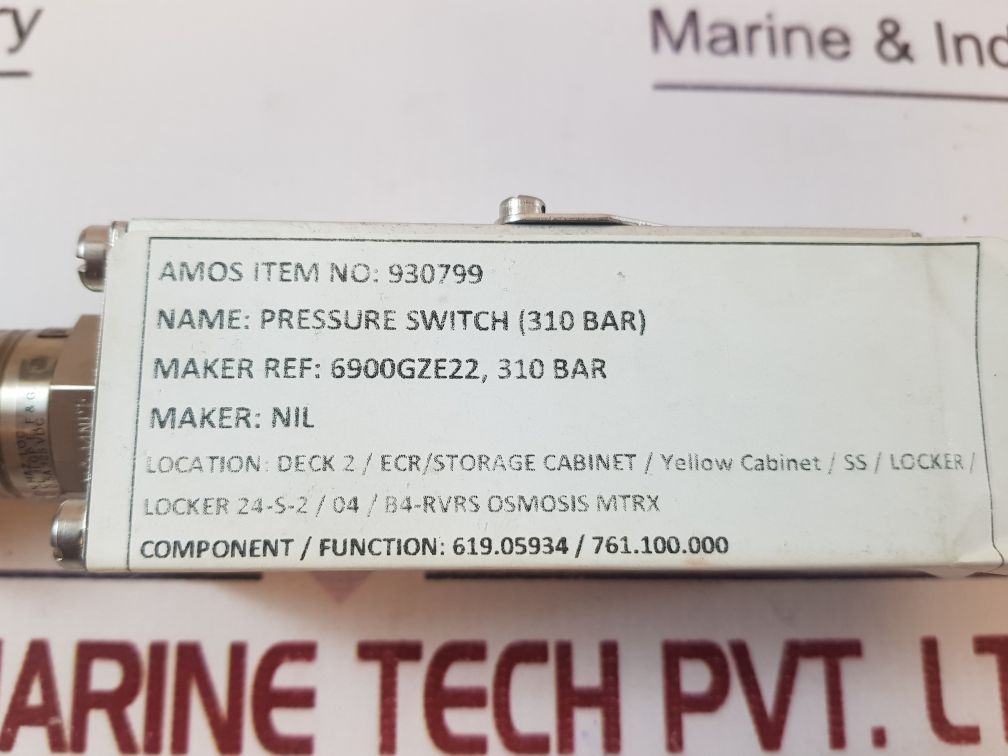 Marine & Ind
AMOS ITEM NO: 930799
NAME: PRESSURE SWITCH (310 BAR)
MAKER REF: 6900GZE22, 310 BAR
MAKER: NIL
LOCATION: DECK 2 / ECR/STORAGE CABINET / Yellow Cabinet / SS / LOCKER /
LOCKER 24-S-2 / 04 / B4-RVRS OSMOSIS MTRX
COMPONENT / FUNCTION: 619.05934 / 761.100.000
ARINE TECH PVT. LT